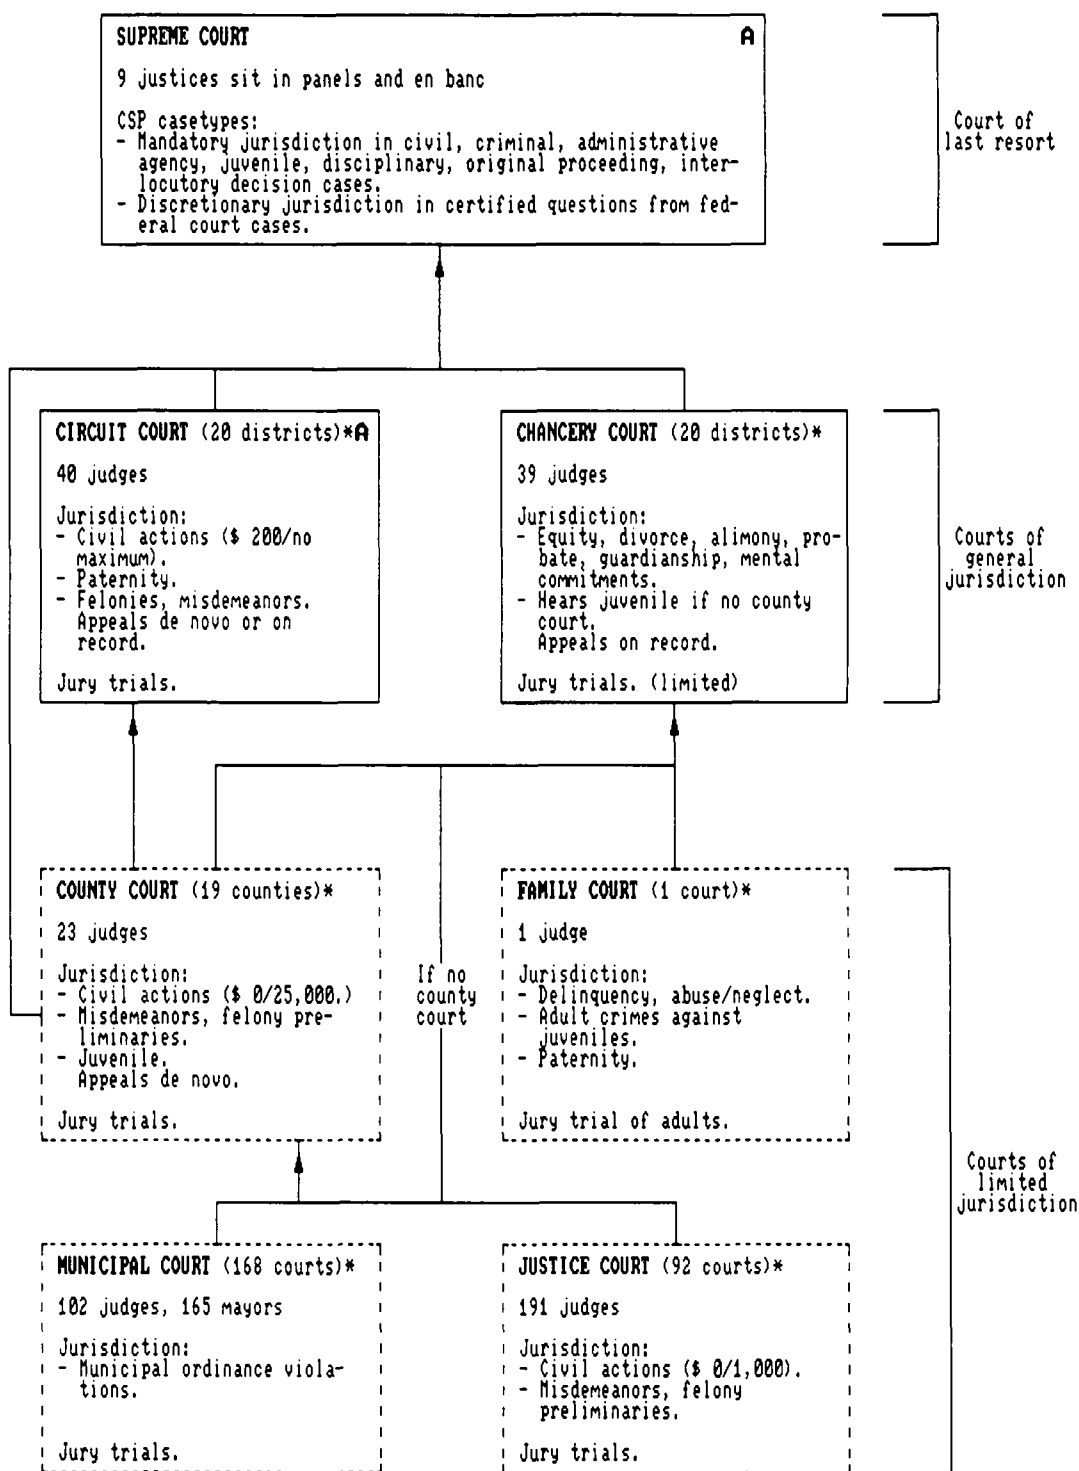 SUPREME COURT A
9 justices sit in panels and en banc
CSP casetypes:
- Mandatory jurisdiction in civil, criminal, administrative
agency, juvenile, disciplinary, original proceeding, inter-
locutory decision cases.
- Discretionary jurisdiction in certified questions from fed-
eral court cases.
Court of
last resort
CIRCUIT COURT (20 districts)*A
40 judges
Jurisdiction:
- Civil actions ($ 200/no
maximum).
- Paternity.
- Felonies, misdemeanors.
Appeals de novo or on
record.
Jury trials.
CHANCERY COURT (20 districts)*
39 judges
Jurisdiction:
- Equity, divorce, alimony, pro-
bate, guardianship, mental
commitments.
- Hears juvenile if no county
court.
Appeals on record.
Jury trials. (limited)
Courts of
general
jurisdiction
COUNTY COURT (19 counties)*
23 judges
Jurisdiction:
- Civil actions ($ 0/25,000.)
- Misdemeanors, felony pre-
liminaries.
- Juvenile.
Appeals de novo.
Jury trials.
If no
county
court
FAMILY COURT (1 court)*
1 judge
Jurisdiction:
- Delinquency, abuse/neglect.
- Adult crimes against
juveniles.
- Paternity.
Jury trial of adults.
Courts of
limited
jurisdiction
MUNICIPAL COURT (168 courts)*
102 judges, 165 mayors
Jurisdiction:
- Municipal ordinance viola-
tions.
Jury trials.
JUSTICE COURT (92 courts)*
191 judges
Jurisdiction:
- Civil actions ($ 0/1,000).
- Misdemeanors, felony
preliminaries.
Jury trials.